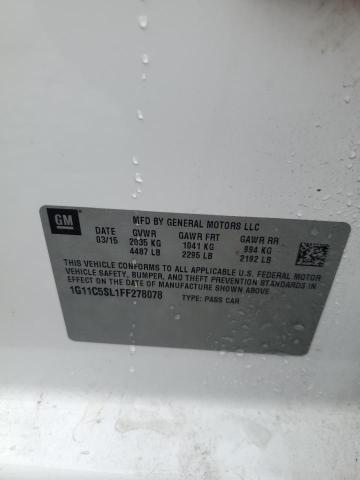 GM
MFD BY GENERAL MOTORS LLC
DATE GVWR GAWR FRT GAWR RR
03/15 2035 KG 1041 KG 994 KG
4487 LB 2295 LB 2192 LB
THIS VEHICLE CONFORMS TO ALL APPLICABLE U.S. FEDERAL MOTOR
VEHICLE SAFETY, BUMPER, AND THEFT PREVENTION STANDARDS IN
EFFECT ON THE DATE OF MANUFACTURE SHOWN ABOVE.
1G11C5SL1FF278078 TYPE: PASS CAR